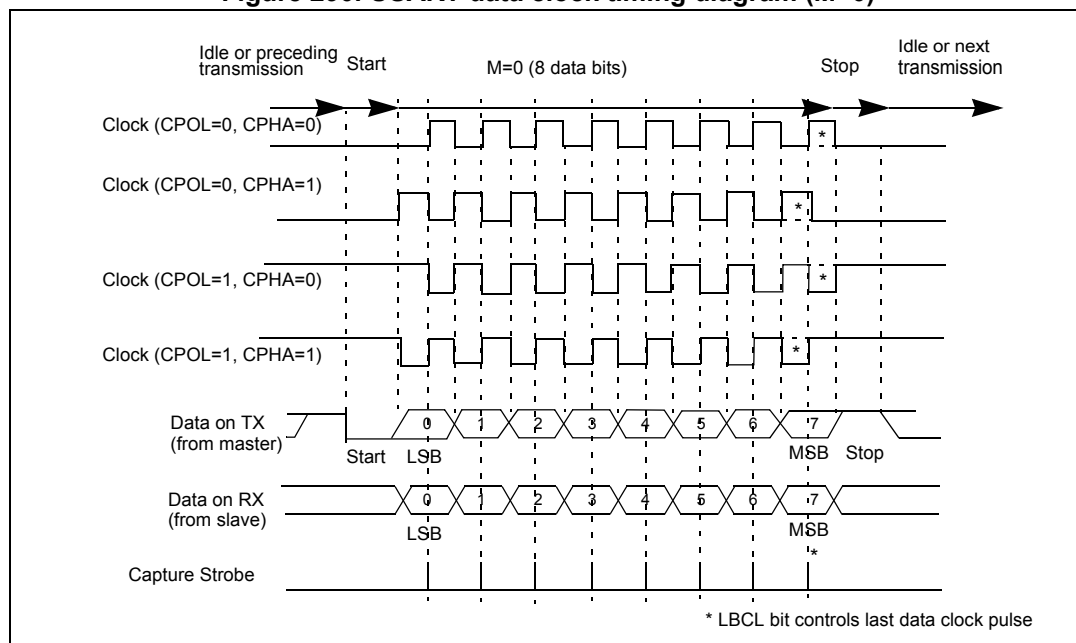 Idle or preceding
transmission
Start
M=0 (8 data bits)
Stop
Idle or next
transmission
Clock (CPOL=0, CPHA=0)
*
Clock (CPOL=0, CPHA=1)
*
Clock (CPOL=1, CPHA=0)
*
Clock (CPOL=1, CPHA=1)
*
Data on TX
(from master)
0 1 2 3 4 5 6 7
Start LSB MSB Stop
Data on RX
(from slave)
0 1 2 3 4 5 6 7
LSB MSB
*
Capture Strobe
* LBCL bit controls last data clock pulse